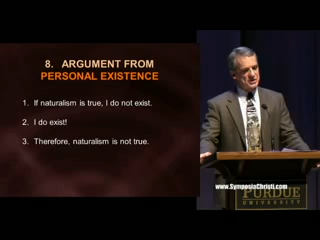 8. ARGUMENT FROM
PERSONAL EXISTENCE
1. If naturalism is true, I do not exist.
2. I do exist!
3. Therefore, naturalism is not true.
www.SymposiaChristi.com
PURDUE
UNIVERSITY